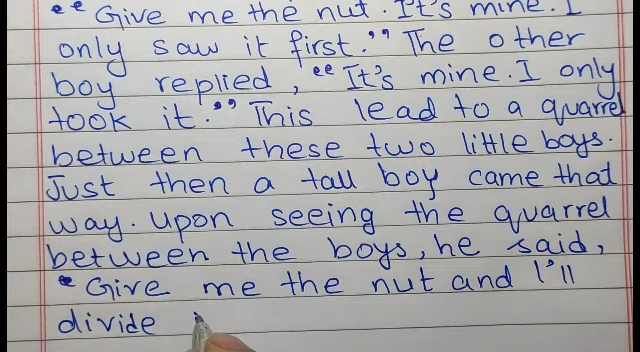 "Give me the nut. It's mine. I
only saw it first." The other
boy replied, "It's mine. I only
took it." This lead to a quarrel
between these two little boys.
Just then a tall boy came that
way. Upon seeing the quarrel
between the boys, he said,
"Give me the nut and I'll
divide